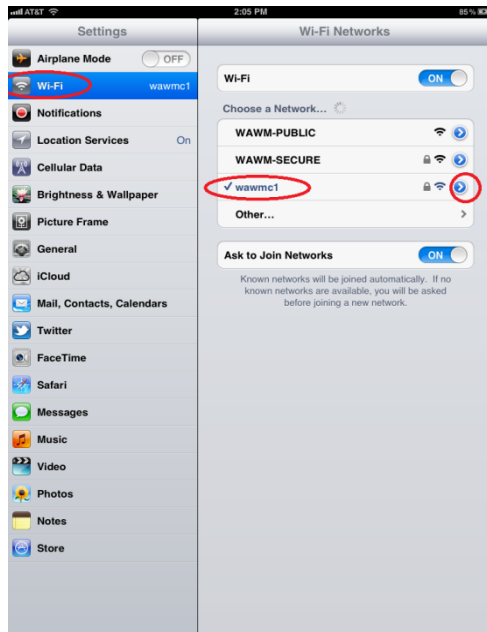 AT&T
2:05 PM
85%
Settings
Airplane Mode OFF
Wi-Fi wawmc1
Notifications
Location Services On
Cellular Data
Brightness & Wallpaper
Picture Frame
General
iCloud
Mail, Contacts, Calendars
Twitter
FaceTime
Safari
Messages
Music
Video
Photos
Notes
Store
Wi-Fi Networks
Wi-Fi ON
Choose a Network...
WAWM-PUBLIC
WAWM-SECURE
✓ wawmc1
Other...
Ask to Join Networks ON
Known networks will be joined automatically. If no
known networks are available, you will be asked
before joining a new network.